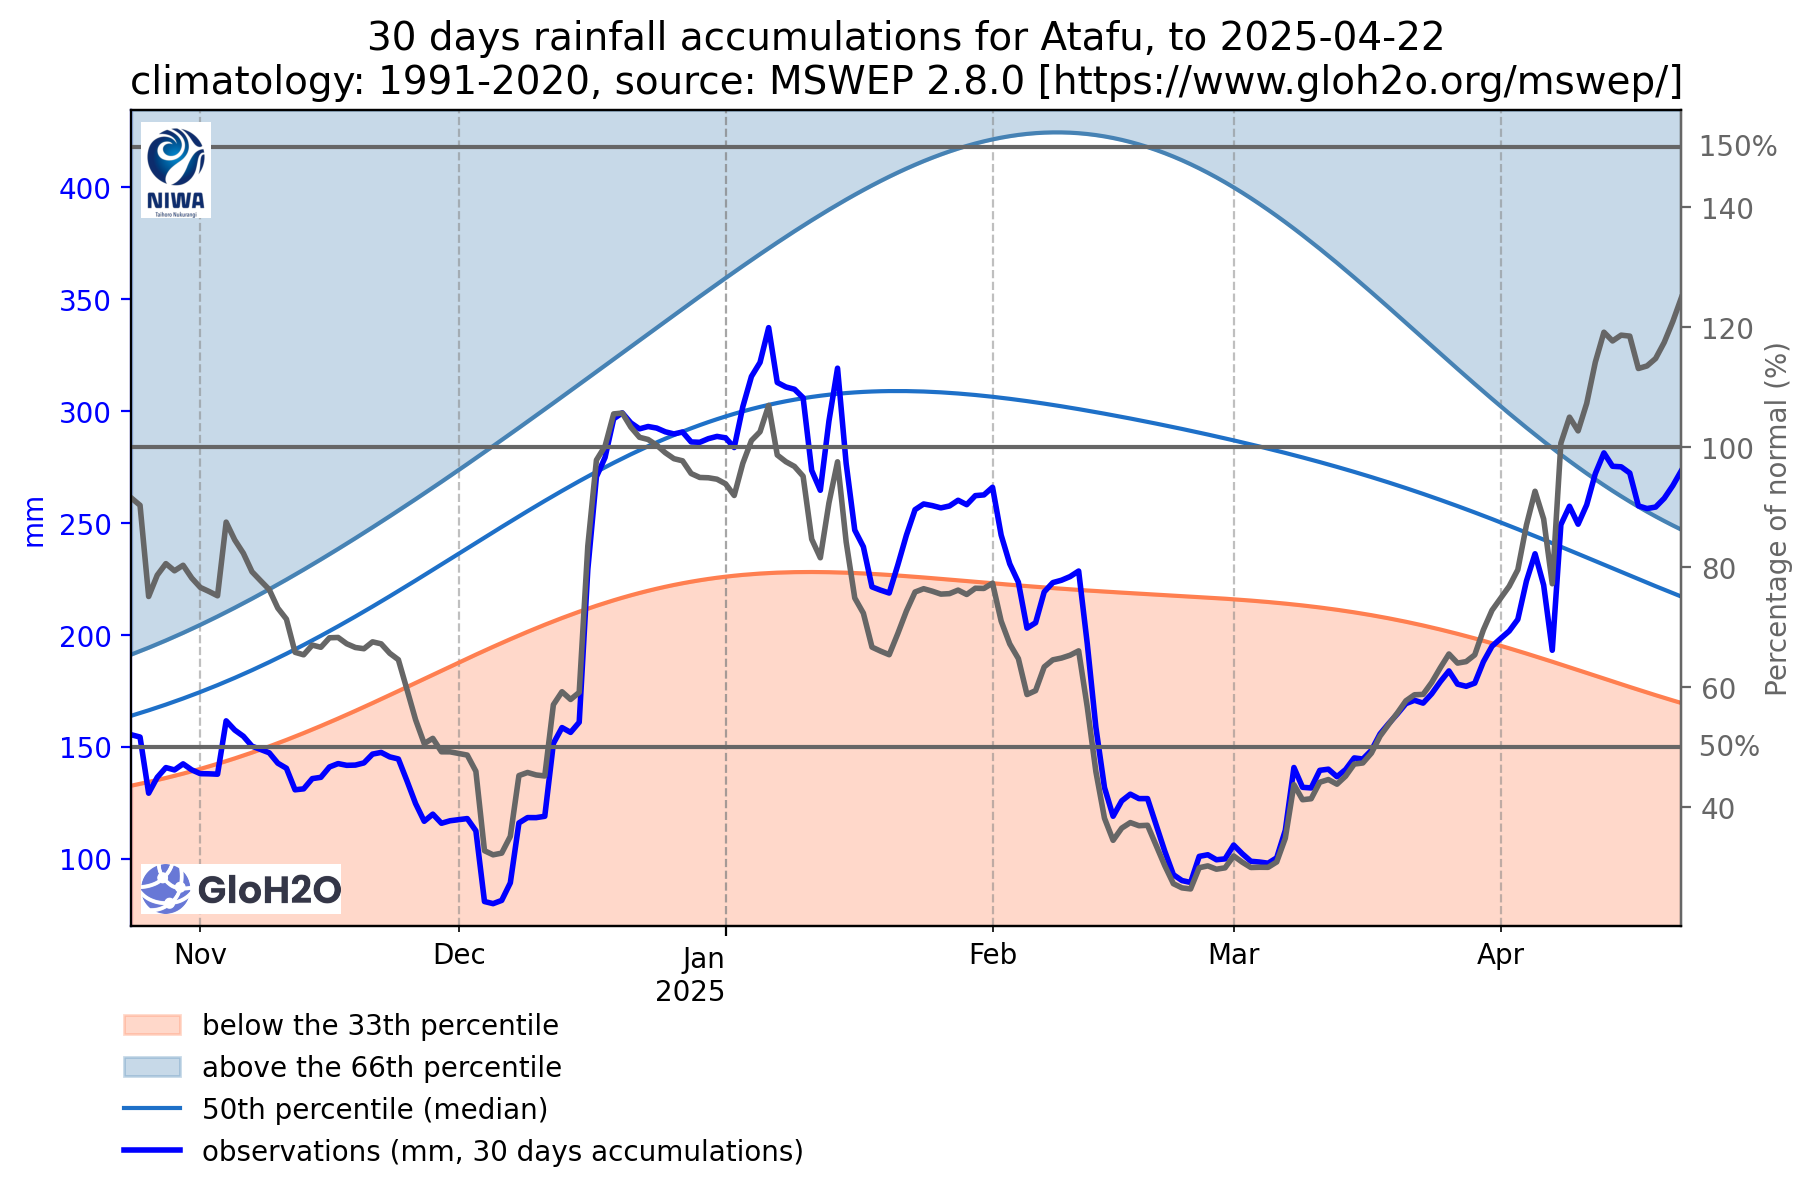 30 days rainfall accumulations for Atafu, to 2025-04-22
climatology: 1991-2020, source: MSWEP 2.8.0 [https://www.gloh2o.org/mswep/]
NIWA
Taihoro Nukurangi
150%
400
140
350
120
300
100
Percentage of normal (%)
mm
250
80
200
60
150
50%
40
100
GloH2O
Nov
Dec
Jan
2025
Feb
Mar
Apr
below the 33th percentile
above the 66th percentile
50th percentile (median)
observations (mm, 30 days accumulations)